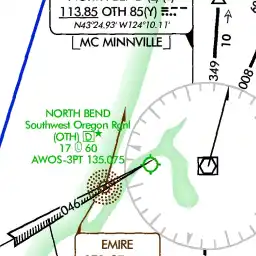 113.85 OTH 85(Y)
N43°24.93' W124°10.11'
MC MINNVILLE
349
10
008
NORTH BEND
Southwest Oregon Rgnl
(OTH) D*
17 L 60
AWOS-3PT 135.075
046
EMIRE